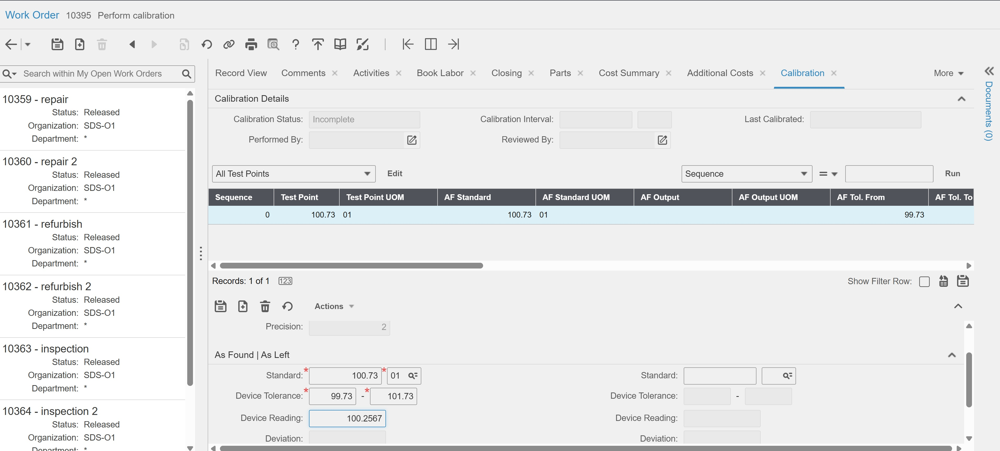 Work Order 10395 Perform calibration
Search within My Open Work Orders
10359 - repair
Status: Released
Organization: SDS-O1
Department: *
10360 - repair 2
Status: Released
Organization: SDS-O1
Department: *
10361 - refurbish
Status: Released
Organization: SDS-O1
Department: *
10362 - refurbish 2
Status: Released
Organization: SDS-O1
Department: *
10363 - inspection
Status: Released
Organization: SDS-O1
Department: *
10364 - inspection 2
Status: Released
Organization: SDS-O1
Department: *
Record View Comments Activities Book Labor Closing Parts Cost Summary Additional Costs Calibration More
Documents (0)
Calibration Details
Calibration Status: Incomplete Calibration Interval: Last Calibrated:
Performed By: Reviewed By:
All Test Points Edit Sequence = Run
Sequence Test Point Test Point UOM AF Standard AF Standard UOM AF Output AF Output UOM AF Tol. From AF Tol. To
0 100.73 01 100.73 01 99.73
Records: 1 of 1 123 Show Filter Row:
Actions
Precision: 2
As Found | As Left
Standard: * 100.73 * 01 Standard:
Device Tolerance: * 99.73 - * 101.73 Device Tolerance: -
Device Reading: 100.2567 Device Reading:
Deviation: Deviation: